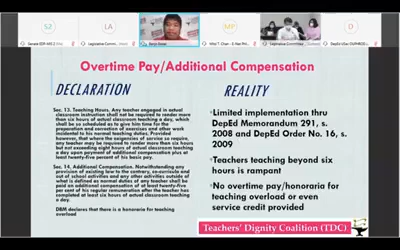 S2
LA
MP
D
Overtime Pay/Additional Compensation
DECLARATION
REALITY
Sec. 13. Teaching Hours. Any teacher engaged in actual
classroom instruction shall not be required to render more
than six hours of actual classroom teaching a day, which
shall be so scheduled as to give him time for the
preparation and correction of exercises and other work
incidental to his normal teaching duties. Provided
however, that where the exigencies of service so require,
any teacher may be required to render more than six hours
but not exceeding eight hours of actual classroom teaching
a day upon payment of additional compensation plus at
least twenty-five percent of his basic pay.
Sec. 14. Additional Compensation. Notwithstanding any
provision of existing law to the contrary, co-curricula and
out of school activities and any other activities outside of
what is defined as normal duties of any teacher shall be
paid an additional compensation of at least twenty-five
per cent of his regular remuneration after the teacher has
completed at least six hours of actual classroom teaching
a day.
DBM declares that there is a honoraria for teaching
overload
Limited implementation thru
DepEd Memorandum 291, s.
2008 and DepEd Order No. 16, s.
2009
Teachers teaching beyond six
hours is rampant
No overtime pay/honoraria for
teaching overload or even
service credit provided
Teachers' Dignity Coalition (TDC)